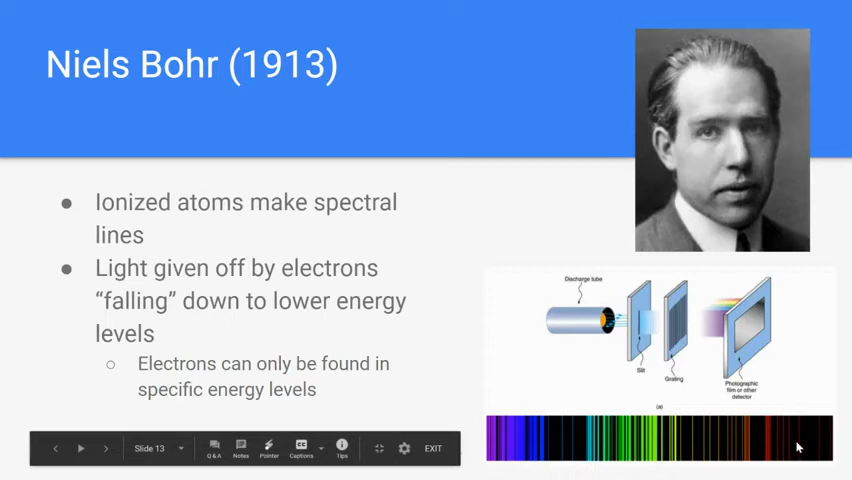 Niels Bohr (1913)
● Ionized atoms make spectral
lines
● Light given off by electrons
“falling” down to lower energy
levels
○ Electrons can only be found in
specific energy levels
Discharge tube
Slit
Grating
Photographic
film or other
detector
(a)
Slide 13
Q & A
Notes
Pointer
CC
Captions
Tips
EXIT